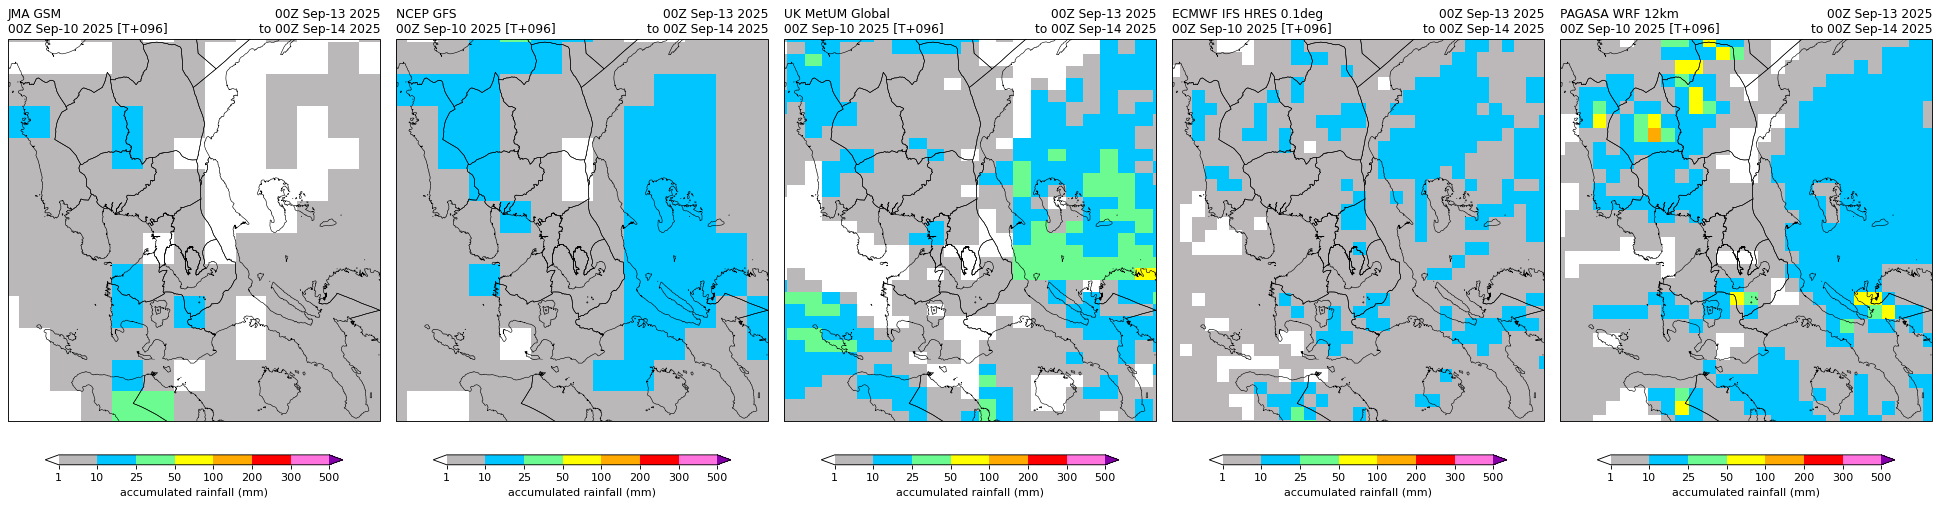 JMA GSM 00Z Sep-13 2025
00Z Sep-10 2025 [T+096] to 00Z Sep-14 2025
NCEP GFS 00Z Sep-13 2025
00Z Sep-10 2025 [T+096] to 00Z Sep-14 2025
UK MetUM Global 00Z Sep-13 2025
00Z Sep-10 2025 [T+096] to 00Z Sep-14 2025
ECMWF IFS HRES 0.1deg 00Z Sep-13 2025
00Z Sep-10 2025 [T+096] to 00Z Sep-14 2025
PAGASA WRF 12km 00Z Sep-13 2025
00Z Sep-10 2025 [T+096] to 00Z Sep-14 2025
1 10 25 50 100 200 300 500
accumulated rainfall (mm)
1 10 25 50 100 200 300 500
accumulated rainfall (mm)
1 10 25 50 100 200 300 500
accumulated rainfall (mm)
1 10 25 50 100 200 300 500
accumulated rainfall (mm)
1 10 25 50 100 200 300 500
accumulated rainfall (mm)